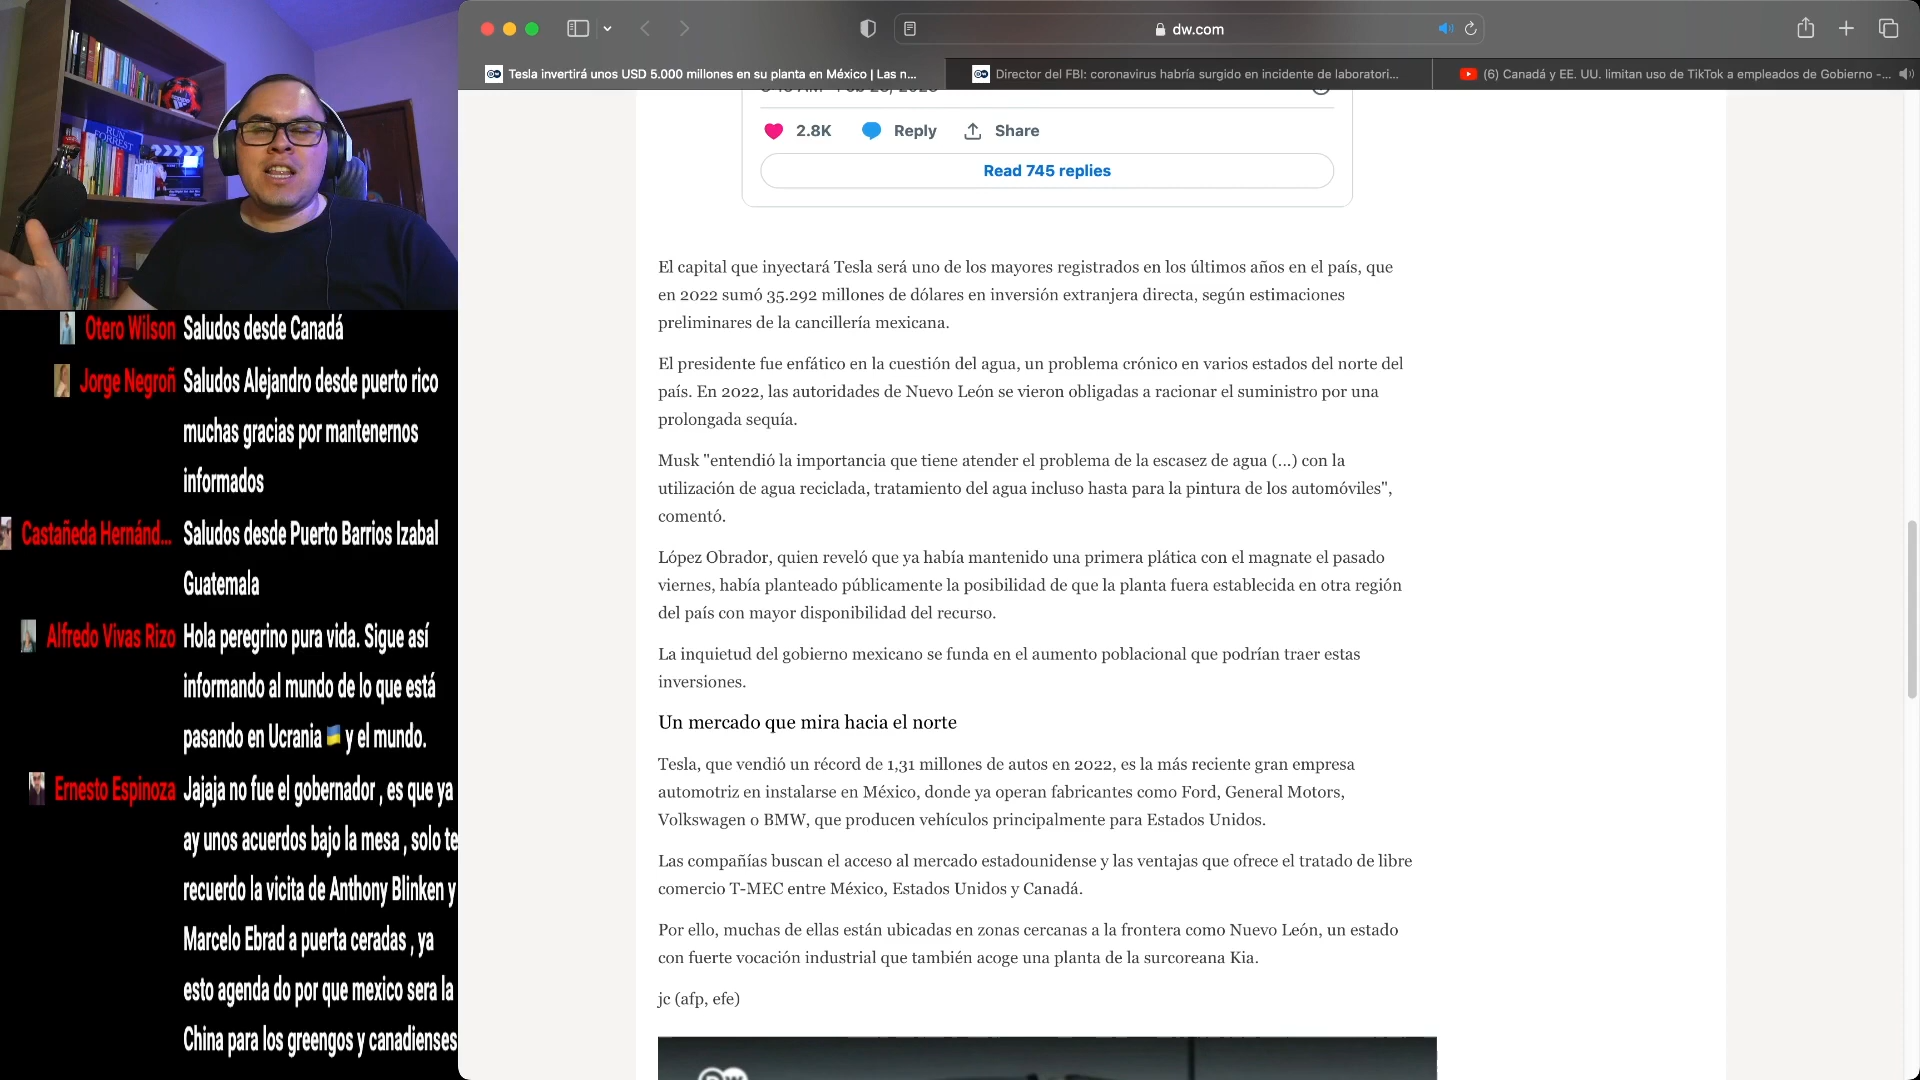 dw.com
Tesla invertirá unos USD 5.000 millones en su planta en México | Las n...
Director del FBI: coronavirus habría surgido en incidente de laboratori...
(6) Canadá y EE. UU. limitan uso de TikTok a empleados de Gobierno -...
RUN
FORREST
2.8K Reply Share
Read 745 replies
El capital que inyectará Tesla será uno de los mayores registrados en los últimos años en el país, que
en 2022 sumó 35.292 millones de dólares en inversión extranjera directa, según estimaciones
preliminares de la cancillería mexicana.
El presidente fue enfático en la cuestión del agua, un problema crónico en varios estados del norte del
país. En 2022, las autoridades de Nuevo León se vieron obligadas a racionar el suministro por una
prolongada sequía.
Musk "entendió la importancia que tiene atender el problema de la escasez de agua (...) con la
utilización de agua reciclada, tratamiento del agua incluso hasta para la pintura de los automóviles",
comentó.
López Obrador, quien reveló que ya había mantenido una primera plática con el magnate el pasado
viernes, había planteado públicamente la posibilidad de que la planta fuera establecida en otra región
del país con mayor disponibilidad del recurso.
La inquietud del gobierno mexicano se funda en el aumento poblacional que podrían traer estas
inversiones.
Un mercado que mira hacia el norte
Tesla, que vendió un récord de 1,31 millones de autos en 2022, es la más reciente gran empresa
automotriz en instalarse en México, donde ya operan fabricantes como Ford, General Motors,
Volkswagen o BMW, que producen vehículos principalmente para Estados Unidos.
Las compañías buscan el acceso al mercado estadounidense y las ventajas que ofrece el tratado de libre
comercio T-MEC entre México, Estados Unidos y Canadá.
Por ello, muchas de ellas están ubicadas en zonas cercanas a la frontera como Nuevo León, un estado
con fuerte vocación industrial que también acoge una planta de la surcoreana Kia.
jc (afp, efe)
Otero Wilson Saludos desde Canadá
Jorge Negroñ Saludos Alejandro desde puerto rico
muchas gracias por mantenernos
informados
Castañeda Hernánd... Saludos desde Puerto Barrios Izabal
Guatemala
Alfredo Vivas Rizo Hola peregrino pura vida. Sigue así
informando al mundo de lo que está
pasando en Ucrania 🇺🇦 y el mundo.
Ernesto Espinoza Jajaja no fue el gobernador , es que ya
ay unos acuerdos bajo la mesa , solo te
recuerdo la vicita de Anthony Blinken y
Marcelo Ebrad a puerta ceradas , ya
esto agenda do por que mexico sera la
China para los greengos y canadienses